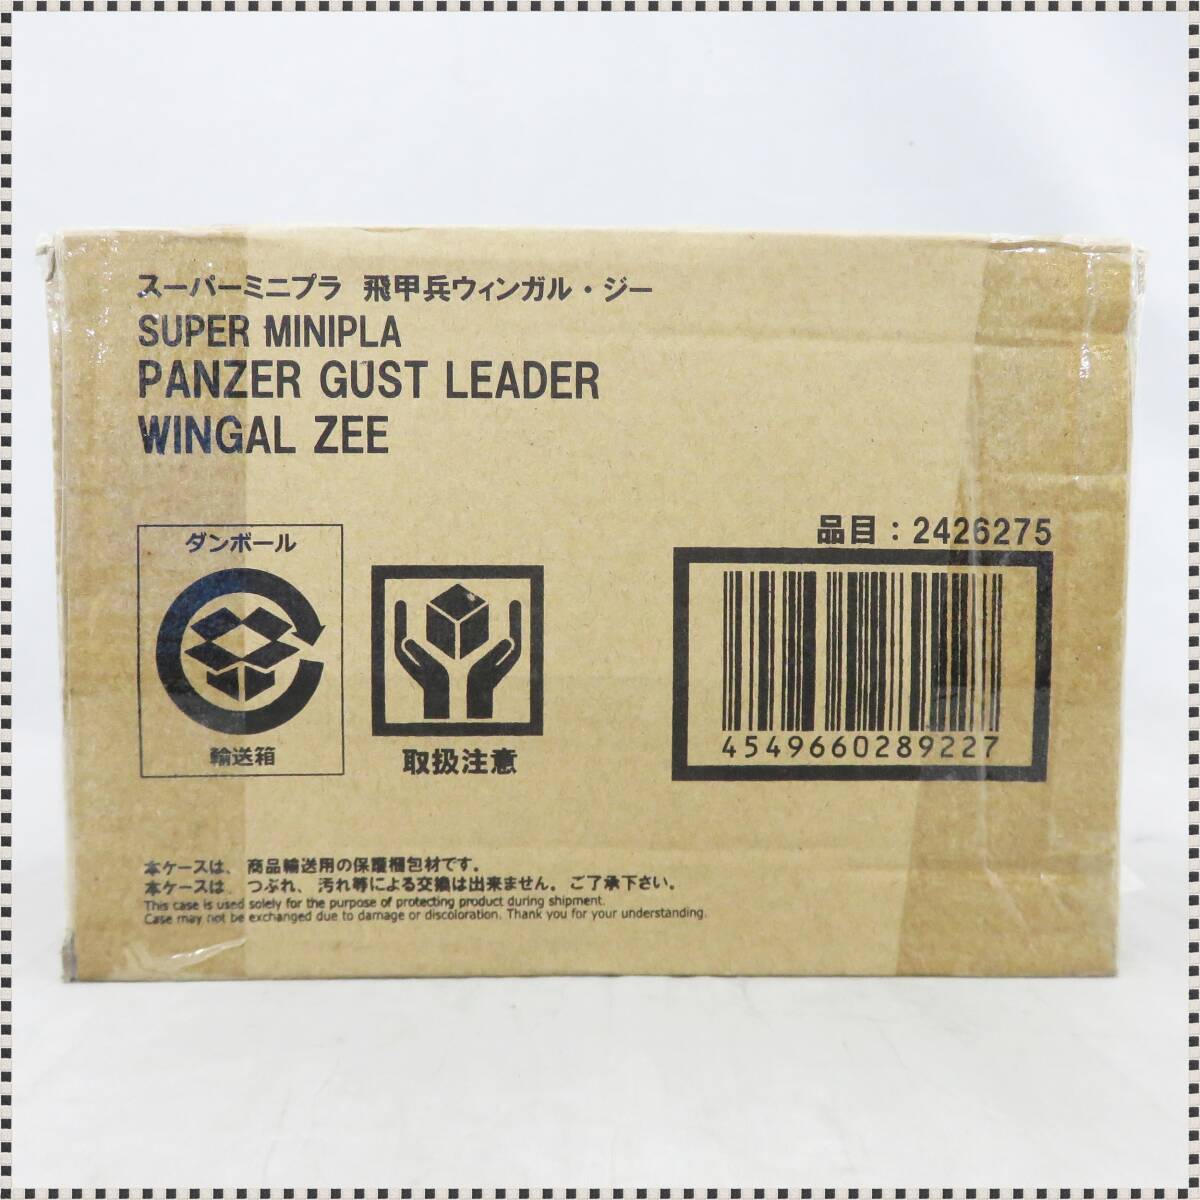 スーパーミニプラ 飛甲兵ウィンガル・ジー
SUPER MINIPLA
PANZER GUST LEADER
WINGAL ZEE
品目：2426275
ダンボール
輸送箱
取扱注意
4549660289227
本ケースは、商品輸送用の保護梱包材です。
本ケースは、つぶれ、汚れ等による交換は出来ません。ご了承下さい。
This case is used solely for the purpose of protecting product during shipment.
Case may not be exchanged due to damage or discoloration. Thank you for your understanding.